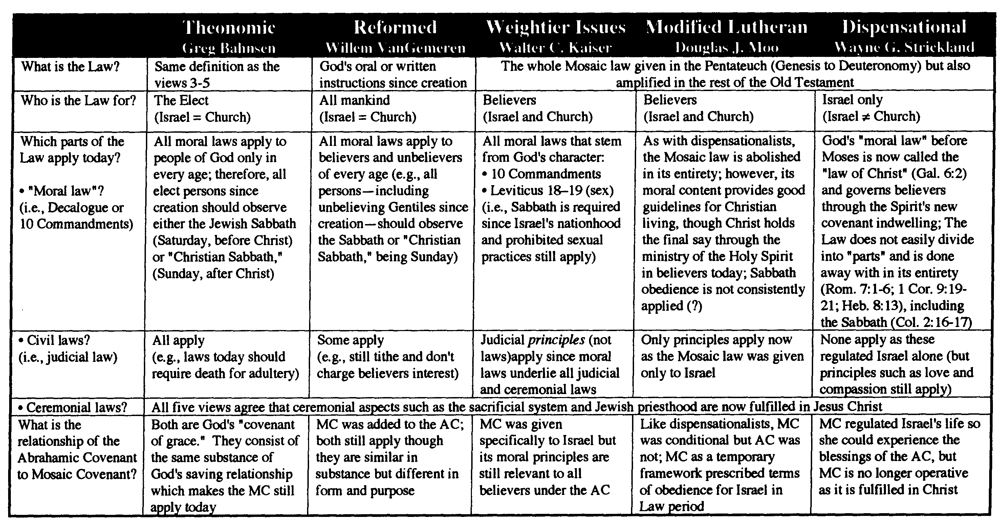 Theonomic
Greg Bahnsen
Reformed
Willem VanGemeren
Weightier Issues
Walter C. Kaiser
Modified Lutheran
Douglas J. Moo
Dispensational
Wayne G. Strickland
What is the Law?
Same definition as the
views 3-5
God's oral or written
instructions since creation
The whole Mosaic law given in the Pentateuch (Genesis to Deuteronomy) but also
amplified in the rest of the Old Testament
Who is the Law for?
The Elect
(Israel = Church)
All mankind
(Israel = Church)
Believers
(Israel and Church)
Believers
(Israel and Church)
Israel only
(Israel ≠ Church)
Which parts of the
Law apply today?
• "Moral law"?
(i.e., Decalogue or
10 Commandments)
All moral laws apply to
people of God only in
every age; therefore, all
elect persons since
creation should observe
either the Jewish Sabbath
(Saturday, before Christ)
or "Christian Sabbath,"
(Sunday, after Christ)
All moral laws apply to
believers and unbelievers
of every age (e.g., all
persons—including
unbelieving Gentiles since
creation—should observe
the Sabbath or "Christian
Sabbath," being Sunday)
All moral laws that stem
from God's character:
• 10 Commandments
• Leviticus 18–19 (sex)
(i.e., Sabbath is required
since Israel's nationhood
and prohibited sexual
practices still apply)
As with dispensationalists,
the Mosaic law is abolished
in its entirety; however, its
moral content provides good
guidelines for Christian
living, though Christ holds
the final say through the
ministry of the Holy Spirit
in believers today; Sabbath
obedience is not consistently
applied (?)
God's "moral law" before
Moses is now called the
"law of Christ" (Gal. 6:2)
and governs believers
through the Spirit's new
covenant indwelling; The
Law does not easily divide
into "parts" and is done
away with in its entirety
(Rom. 7:1-6; 1 Cor. 9:19-
21; Heb. 8:13), including
the Sabbath (Col. 2:16-17)
• Civil laws?
(i.e., judicial law)
All apply
(e.g., laws today should
require death for adultery)
Some apply
(e.g., still tithe and don't
charge believers interest)
Judicial principles (not
laws)apply since moral
laws underlie all judicial
and ceremonial laws
Only principles apply now
as the Mosaic law was given
only to Israel
None apply as these
regulated Israel alone (but
principles such as love and
compassion still apply)
• Ceremonial laws?
All five views agree that ceremonial aspects such as the sacrificial system and Jewish priesthood are now fulfilled in Jesus Christ
What is the
relationship of the
Abrahamic Covenant
to Mosaic Covenant?
Both are God's "covenant
of grace." They consist of
the same substance of
God's saving relationship
which makes the MC still
apply today
MC was added to the AC;
both still apply though
they are similar in
substance but different in
form and purpose
MC was given
specifically to Israel but
its moral principles are
still relevant to all
believers under the AC
Like dispensationalists, MC
was conditional but AC was
not; MC as a temporary
framework prescribed terms
of obedience for Israel in
Law period
MC regulated Israel's life so
she could experience the
blessings of the AC, but
MC is no longer operative
as it is fulfilled in Christ